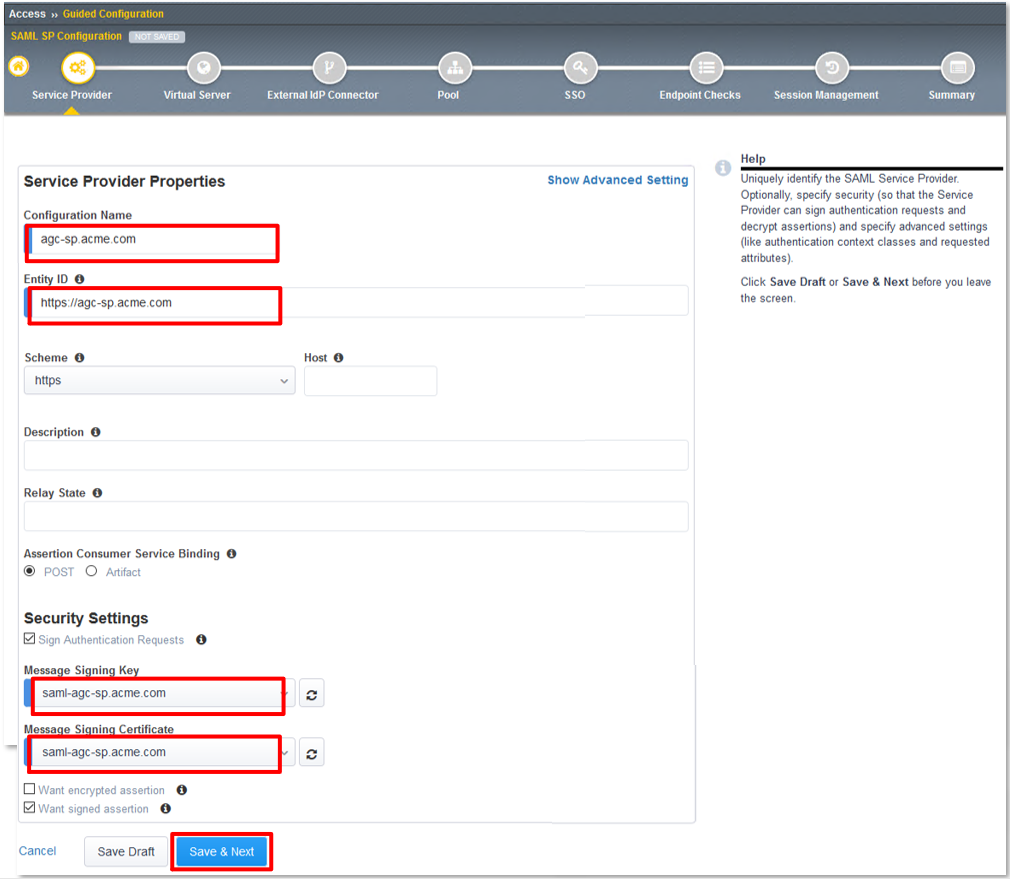 Access ›› Guided Configuration
SAML SP Configuration NOT SAVED
Service Provider Virtual Server External IdP Connector Pool SSO Endpoint Checks Session Management Summary
Service Provider Properties
Show Advanced Setting
Configuration Name
agc-sp.acme.com
Entity ID
https://agc-sp.acme.com
Scheme
Host
https
Description
Relay State
Assertion Consumer Service Binding
POST Artifact
Security Settings
Sign Authentication Requests
Message Signing Key
saml-agc-sp.acme.com
Message Signing Certificate
saml-agc-sp.acme.com
Want encrypted assertion
Want signed assertion
Cancel Save Draft Save & Next
Help
Uniquely identify the SAML Service Provider.
Optionally, specify security (so that the Service
Provider can sign authentication requests and
decrypt assertions) and specify advanced settings
(like authentication context classes and requested
attributes).
Click Save Draft or Save & Next before you leave
the screen.